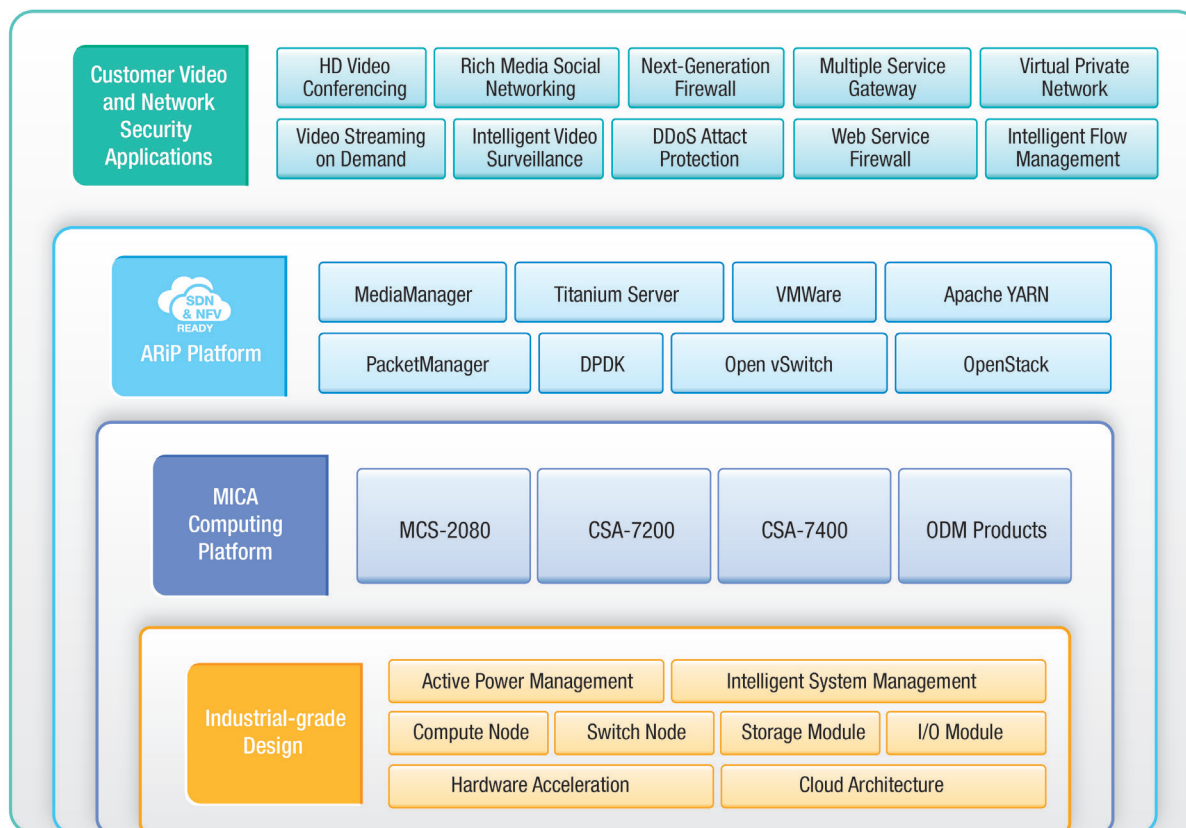 Customer Video
and Network
Security
Applications
HD Video
Conferencing
Rich Media Social
Networking
Next-Generation
Firewall
Multiple Service
Gateway
Virtual Private
Network
Video Streaming
on Demand
Intelligent Video
Surveillance
DDoS Attact
Protection
Web Service
Firewall
Intelligent Flow
Management
SDN
& NFV
READY
ARiP Platform
MediaManager
Titanium Server
VMWare
Apache YARN
PacketManager
DPDK
Open vSwitch
OpenStack
MICA
Computing
Platform
MCS-2080
CSA-7200
CSA-7400
ODM Products
Industrial-grade
Design
Active Power Management
Intelligent System Management
Compute Node
Switch Node
Storage Module
I/O Module
Hardware Acceleration
Cloud Architecture